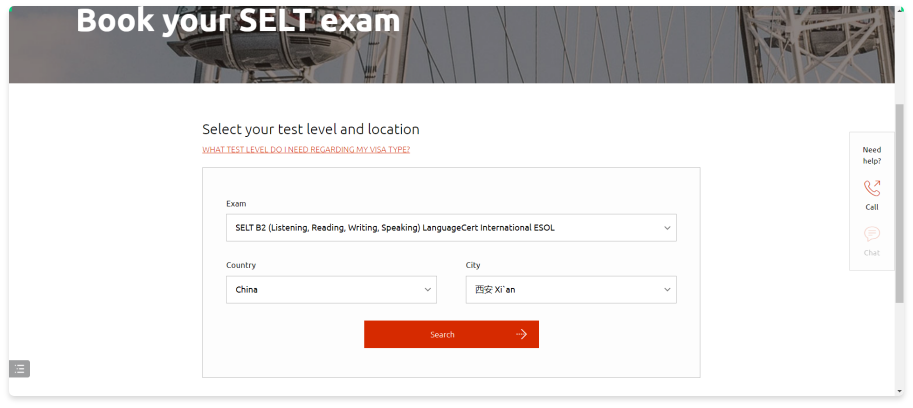 Book your SELT exam
Select your test level and location
WHAT TEST LEVEL DO I NEED REGARDING MY VISA TYPE?
Need
help?
Call
Chat
Exam
SELT B2 (Listening, Reading, Writing, Speaking) LanguageCert International ESOL
Country
City
China
西安 Xi`an
Search